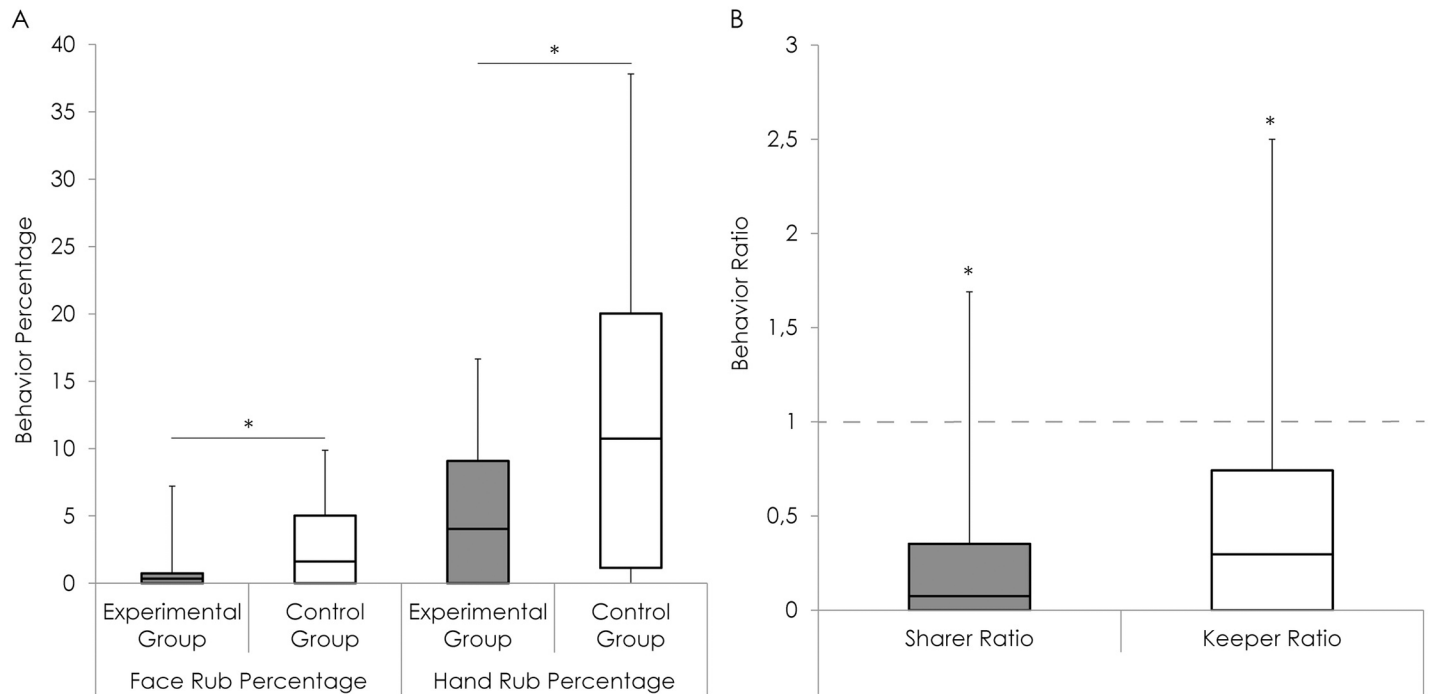 A
Behavior Percentage
40
35
30
25
20
15
10
5
0
*
*
Experimental
Group
Control
Group
Experimental
Group
Control
Group
Face Rub Percentage
Hand Rub Percentage
B
Behavior Ratio
3
2,5
2
1,5
1
0,5
0
*
*
Sharer Ratio
Keeper Ratio